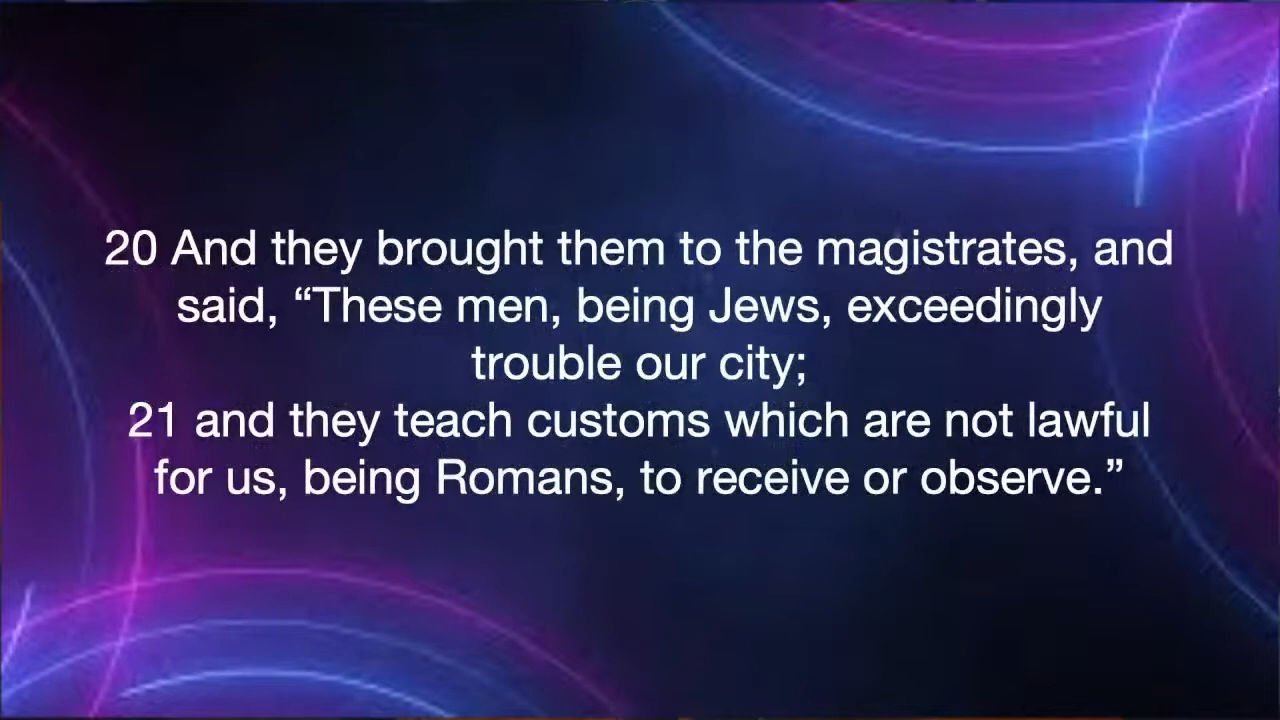 20 And they brought them to the magistrates, and
said, “These men, being Jews, exceedingly
trouble our city;
21 and they teach customs which are not lawful
for us, being Romans, to receive or observe.”